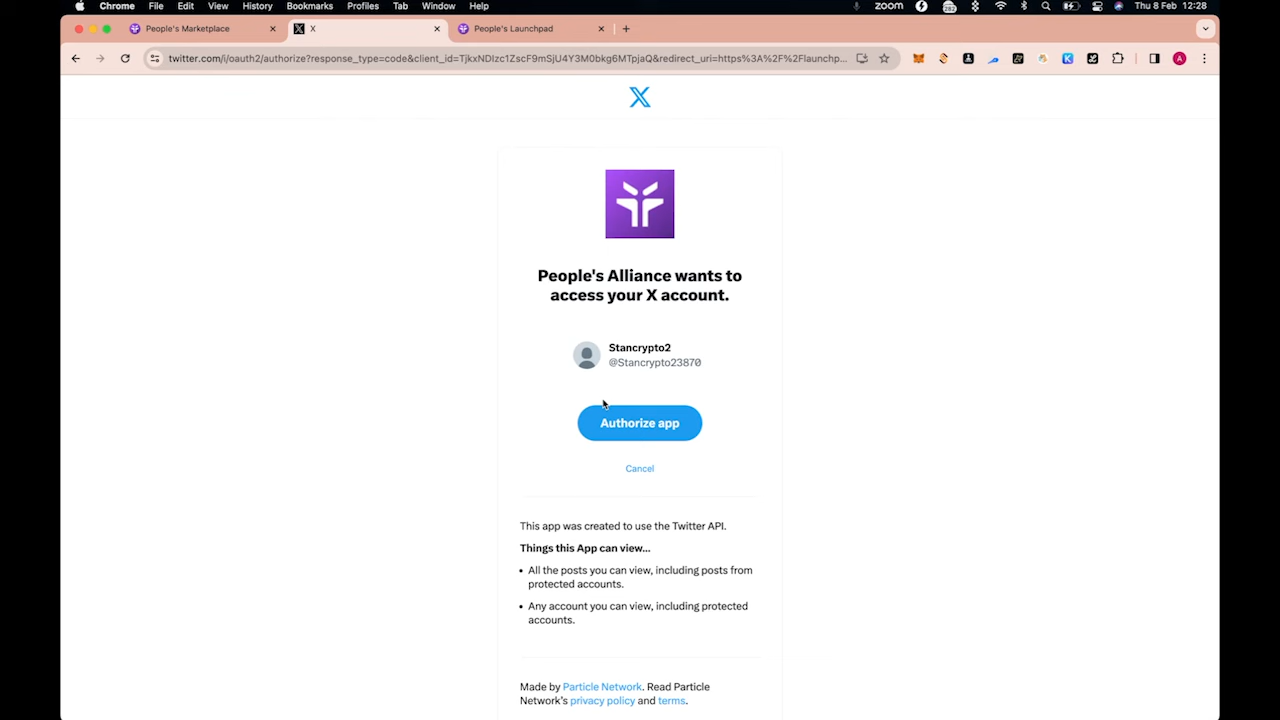 Chrome File Edit View History Bookmarks Profiles Tab Window Help zoom 282 Thu 8 Feb 12:28
People's Marketplace X People's Launchpad
twitter.com/i/oauth2/authorize?response_type=code&client_id=TjkxNDIzc1ZscF9mSjU4Y3M0bkg6MTpjaQ&redirect_uri=https%3A%2F%2Flaunchp... A
People's Alliance wants to
access your X account.
Stancrypto2
@Stancrypto23870
Authorize app
Cancel
This app was created to use the Twitter API.
Things this App can view...
• All the posts you can view, including posts from
protected accounts.
• Any account you can view, including protected
accounts.
Made by Particle Network. Read Particle
Network's privacy policy and terms.